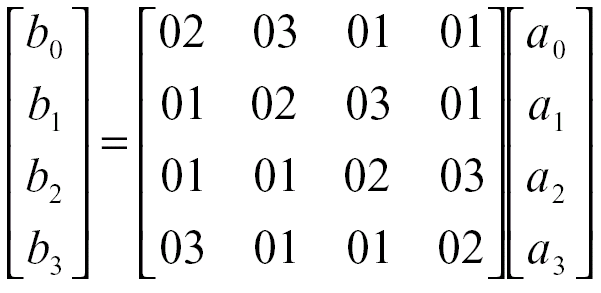 b₀ = 02 03 01 01 a₀
b₁ 01 02 03 01 a₁
b₂ 01 01 02 03 a₂
b₃ 03 01 01 02 a₃